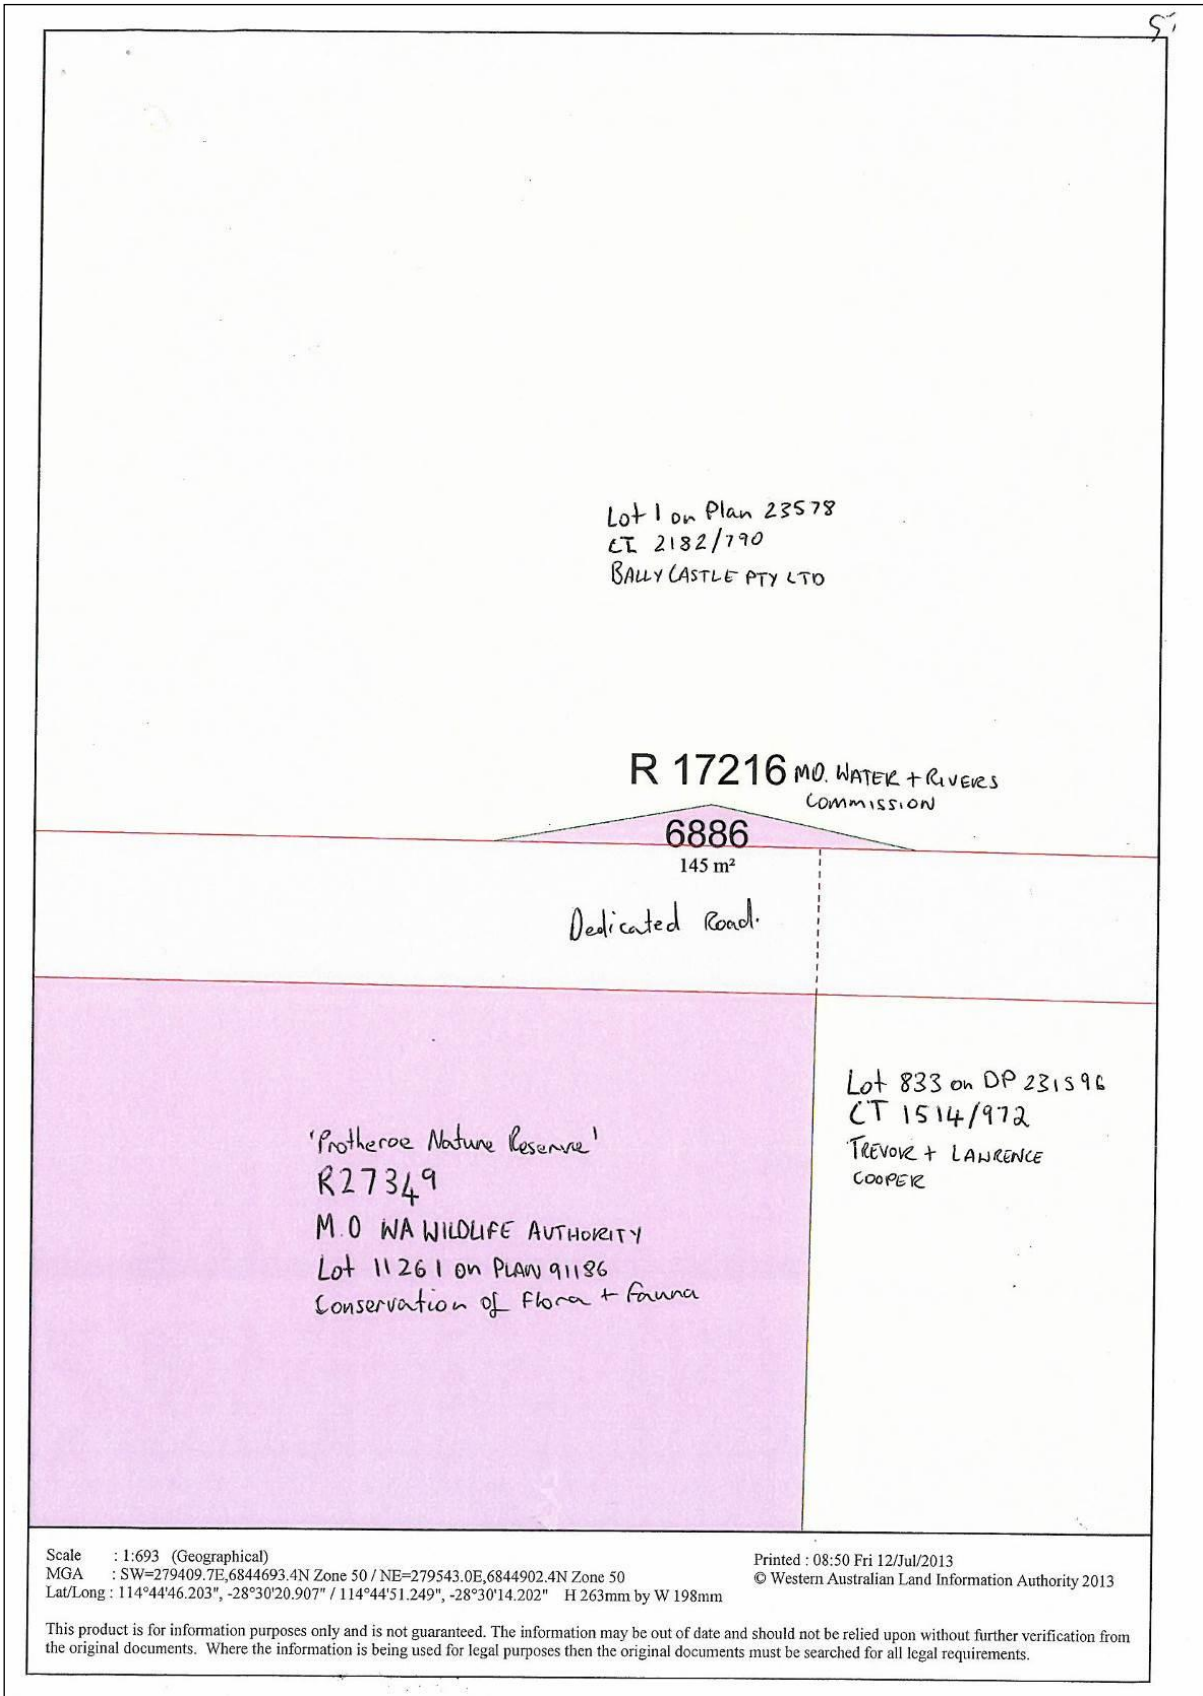 5
Lot 1 on Plan 23578
CT 2182/790
BALLYCASTLE PTY LTD
R 17216 MO. WATER + RIVERS
COMMISSION
6886
145 m²
Dedicated Road.
Lot 833 on DP 231596
CT 1514/972
TREVOR + LAWRENCE
COOPER
'Protheroe Nature Reserve'
R27349
M.O WA WILDLIFE AUTHORITY
Lot 11261 on PLAN 91186
Conservation of Flora + Fauna
Scale : 1:693 (Geographical)
MGA : SW=279409.7E,6844693.4N Zone 50 / NE=279543.0E,6844902.4N Zone 50
Lat/Long : 114°44'46.203", -28°30'20.907" / 114°44'51.249", -28°30'14.202" H 263mm by W 198mm
Printed : 08:50 Fri 12/Jul/2013
© Western Australian Land Information Authority 2013
This product is for information purposes only and is not guaranteed. The information may be out of date and should not be relied upon without further verification from
the original documents. Where the information is being used for legal purposes then the original documents must be searched for all legal requirements.